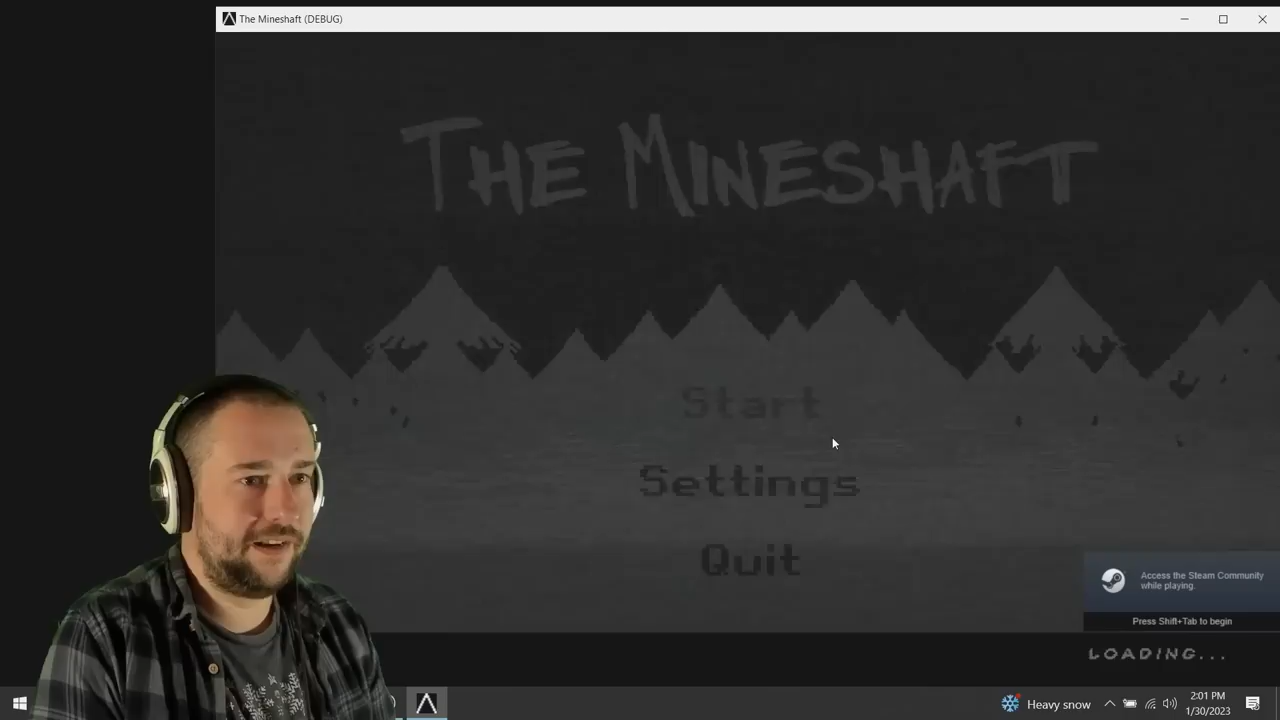 The Mineshaft (DEBUG)
THE MINESHAFT
Start
Settings
Quit
Access the Steam Community
while playing.
Press Shift+Tab to begin
LOADING...
Heavy snow
2:01 PM
1/30/2023